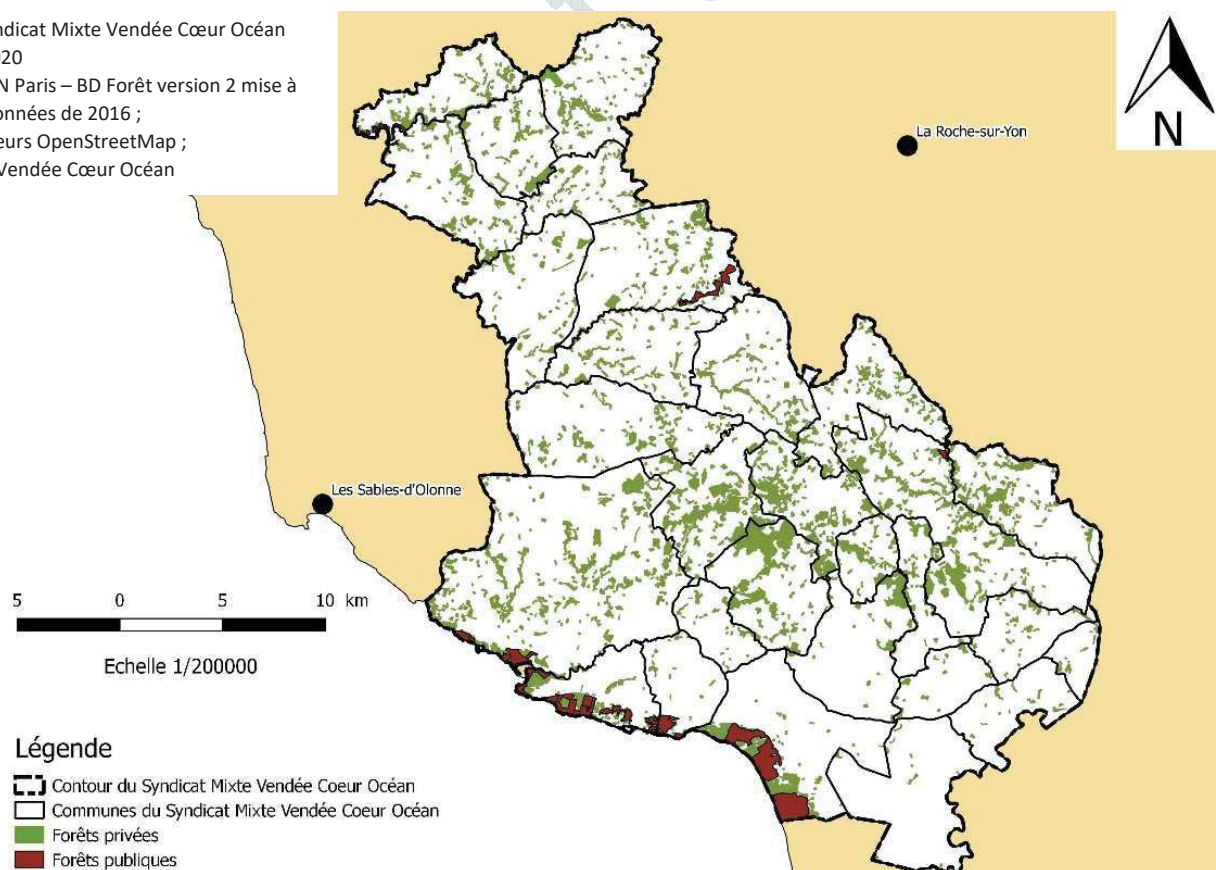 ndicat Mixte Vendée Cœur Océan
020
N Paris – BD Forêt version 2 mise à
onnées de 2016 ;
eurs OpenStreetMap ;
Vendée Cœur Océan
N
La Roche-sur-Yon
Les Sables-d'Olonne
5 0 5 10 km
Echelle 1/200000
Légende
Contour du Syndicat Mixte Vendée Coeur Océan
Communes du Syndicat Mixte Vendée Coeur Océan
Forêts privées
Forêts publiques